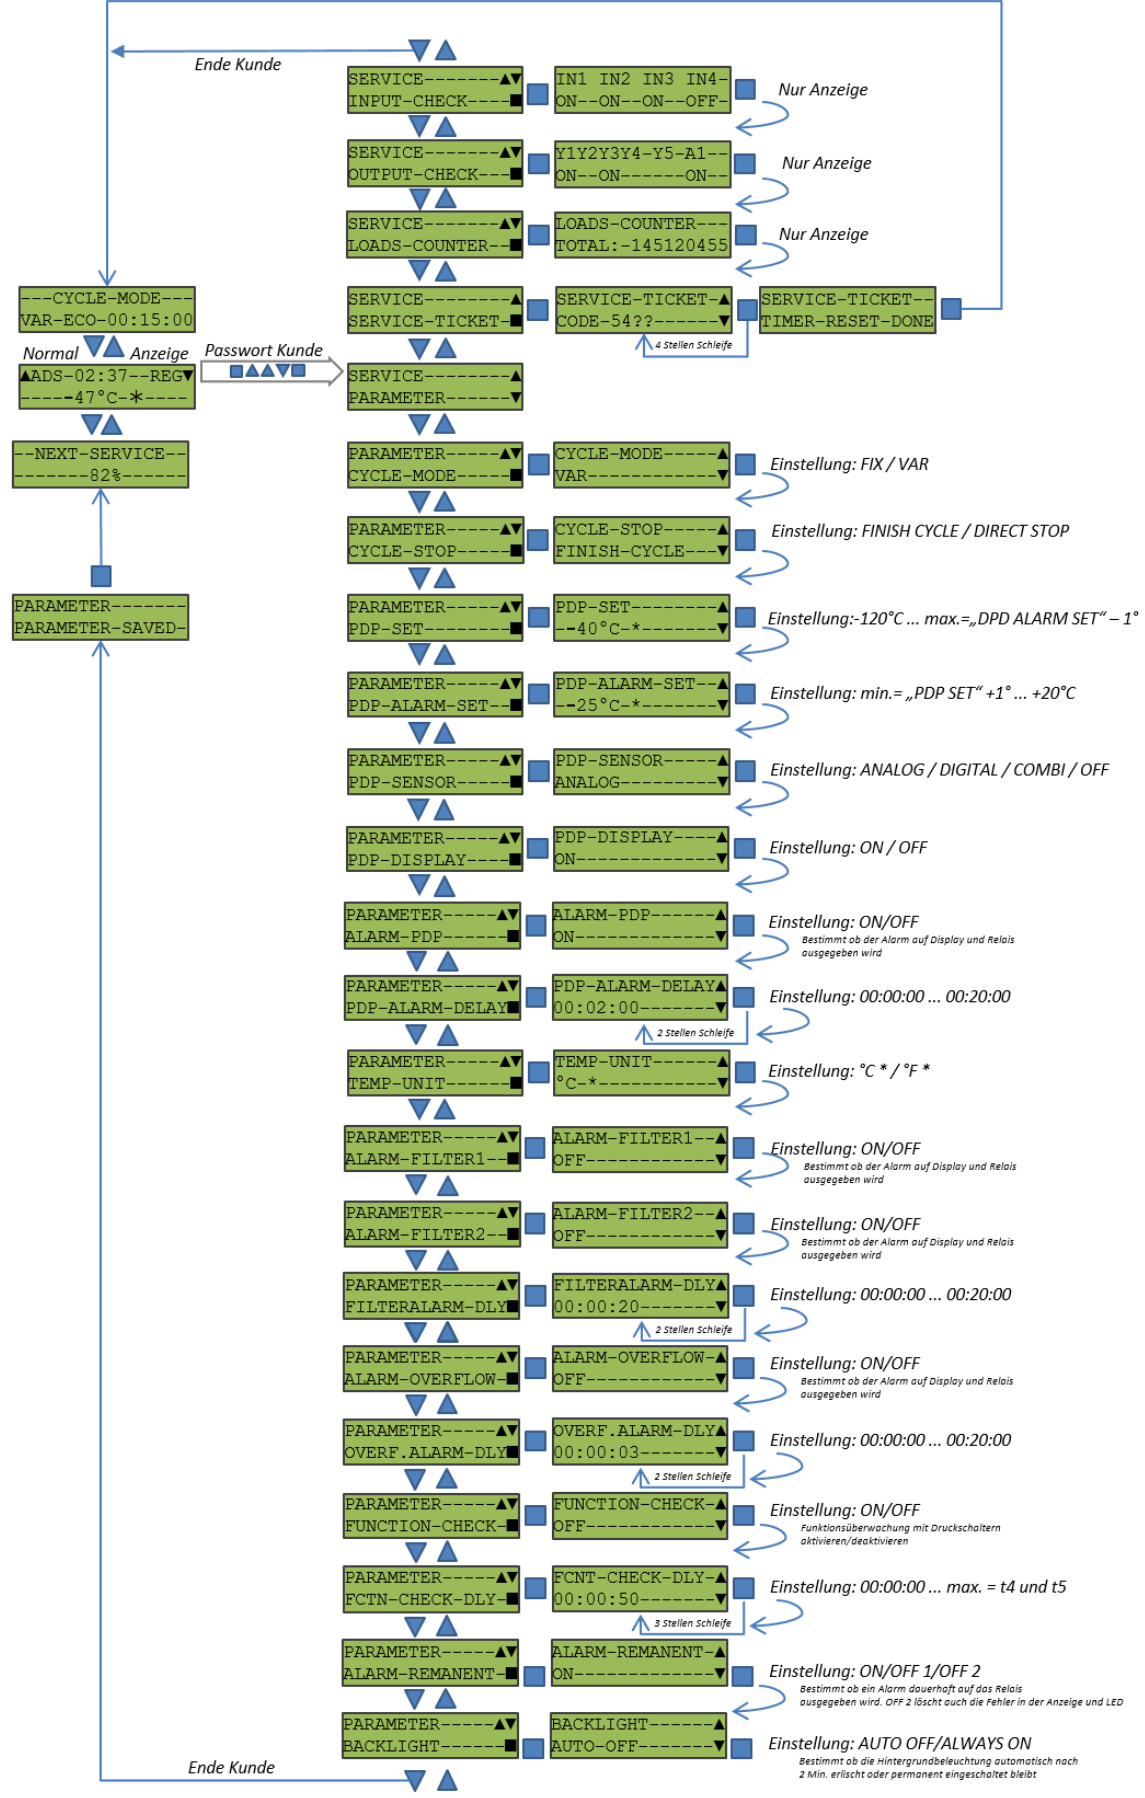 Ende Kunde
SERVICE-------▲▼
INPUT-CHECK----■
IN1 IN2 IN3 IN4-
ON--ON--ON--OFF-
Nur Anzeige
SERVICE-------▲▼
OUTPUT-CHECK---■
Y1Y2Y3Y4-Y5-A1--
ON--ON------ON--
Nur Anzeige
SERVICE-------▲▼
LOADS-COUNTER--■
LOADS-COUNTER---
TOTAL:-145120455
Nur Anzeige
---CYCLE-MODE---
VAR-ECO-00:15:00
SERVICE--------▲
SERVICE-TICKET-■
SERVICE-TICKET-▲
CODE-54??------▼
SERVICE-TICKET--
TIMER-RESET-DONE
4 Stellen Schleife
Normal Anzeige
Passwort Kunde
▲ADS-02:37--REG▼
-----47°C-*----
SERVICE--------▲
PARAMETER------▼
--NEXT-SERVICE--
-------82%------
PARAMETER-----▲▼
CYCLE-MODE-----■
CYCLE-MODE-----▲
VAR------------▼
Einstellung: FIX / VAR
PARAMETER-----▲▼
CYCLE-STOP-----■
CYCLE-STOP-----▲
FINISH-CYCLE---▼
Einstellung: FINISH CYCLE / DIRECT STOP
PARAMETER-------
PARAMETER-SAVED-
PARAMETER-----▲▼
PDP-SET--------■
PDP-SET--------▲
--40°C-*-------▼
Einstellung:-120°C ... max.=„DPD ALARM SET“ – 1°
PARAMETER-----▲▼
PDP-ALARM-SET--■
PDP-ALARM-SET--▲
--25°C-*-------▼
Einstellung: min.= „PDP SET“ +1° ... +20°C
PARAMETER-----▲▼
PDP-SENSOR-----■
PDP-SENSOR-----▲
ANALOG---------▼
Einstellung: ANALOG / DIGITAL / COMBI / OFF
PARAMETER-----▲▼
PDP-DISPLAY----■
PDP-DISPLAY----▲
ON-------------▼
Einstellung: ON / OFF
PARAMETER-----▲▼
ALARM-PDP------■
ALARM-PDP------▲
ON-------------▼
Einstellung: ON/OFF
Bestimmt ob der Alarm auf Display und Relais
ausgegeben wird
PARAMETER-----▲▼
PDP-ALARM-DELAY■
PDP-ALARM-DELAY▲
00:02:00-------▼
2 Stellen Schleife
Einstellung: 00:00:00 ... 00:20:00
PARAMETER-----▲▼
TEMP-UNIT------■
TEMP-UNIT------▲
°C-*-----------▼
Einstellung: °C * / °F *
PARAMETER-----▲▼
ALARM-FILTER1--■
ALARM-FILTER1--▲
OFF------------▼
Einstellung: ON/OFF
Bestimmt ob der Alarm auf Display und Relais
ausgegeben wird
PARAMETER-----▲▼
ALARM-FILTER2--■
ALARM-FILTER2--▲
OFF------------▼
Einstellung: ON/OFF
Bestimmt ob der Alarm auf Display und Relais
ausgegeben wird
PARAMETER-----▲▼
FILTERALARM-DLY■
FILTERALARM-DLY▲
00:00:20-------▼
2 Stellen Schleife
Einstellung: 00:00:00 ... 00:20:00
PARAMETER-----▲▼
ALARM-OVERFLOW-■
ALARM-OVERFLOW-▲
OFF------------▼
Einstellung: ON/OFF
Bestimmt ob der Alarm auf Display und Relais
ausgegeben wird
PARAMETER-----▲▼
OVERF.ALARM-DLY■
OVERF.ALARM-DLY▲
00:00:03-------▼
2 Stellen Schleife
Einstellung: 00:00:00 ... 00:20:00
PARAMETER-----▲▼
FUNCTION-CHECK-■
FUNCTION-CHECK-▲
OFF------------▼
Einstellung: ON/OFF
Funktionsüberwachung mit Druckschaltern
aktivieren/deaktivieren
PARAMETER-----▲▼
FCTN-CHECK-DLY-■
FCNT-CHECK-DLY-▲
00:00:50-------▼
3 Stellen Schleife
Einstellung: 00:00:00 ... max. = t4 und t5
PARAMETER-----▲▼
ALARM-REMANENT-■
ALARM-REMANENT-▲
ON-------------▼
Einstellung: ON/OFF 1/OFF 2
Bestimmt ob ein Alarm dauerhaft auf das Relais
ausgegeben wird. OFF 2 löscht auch die Fehler in der Anzeige und LED
PARAMETER-----▲▼
BACKLIGHT------■
BACKLIGHT------▲
AUTO-OFF-------▼
Einstellung: AUTO OFF/ALWAYS ON
Bestimmt ob die Hintergrundbeleuchtung automatisch nach
2 Min. erlischt oder permanent eingeschaltet bleibt
Ende Kunde